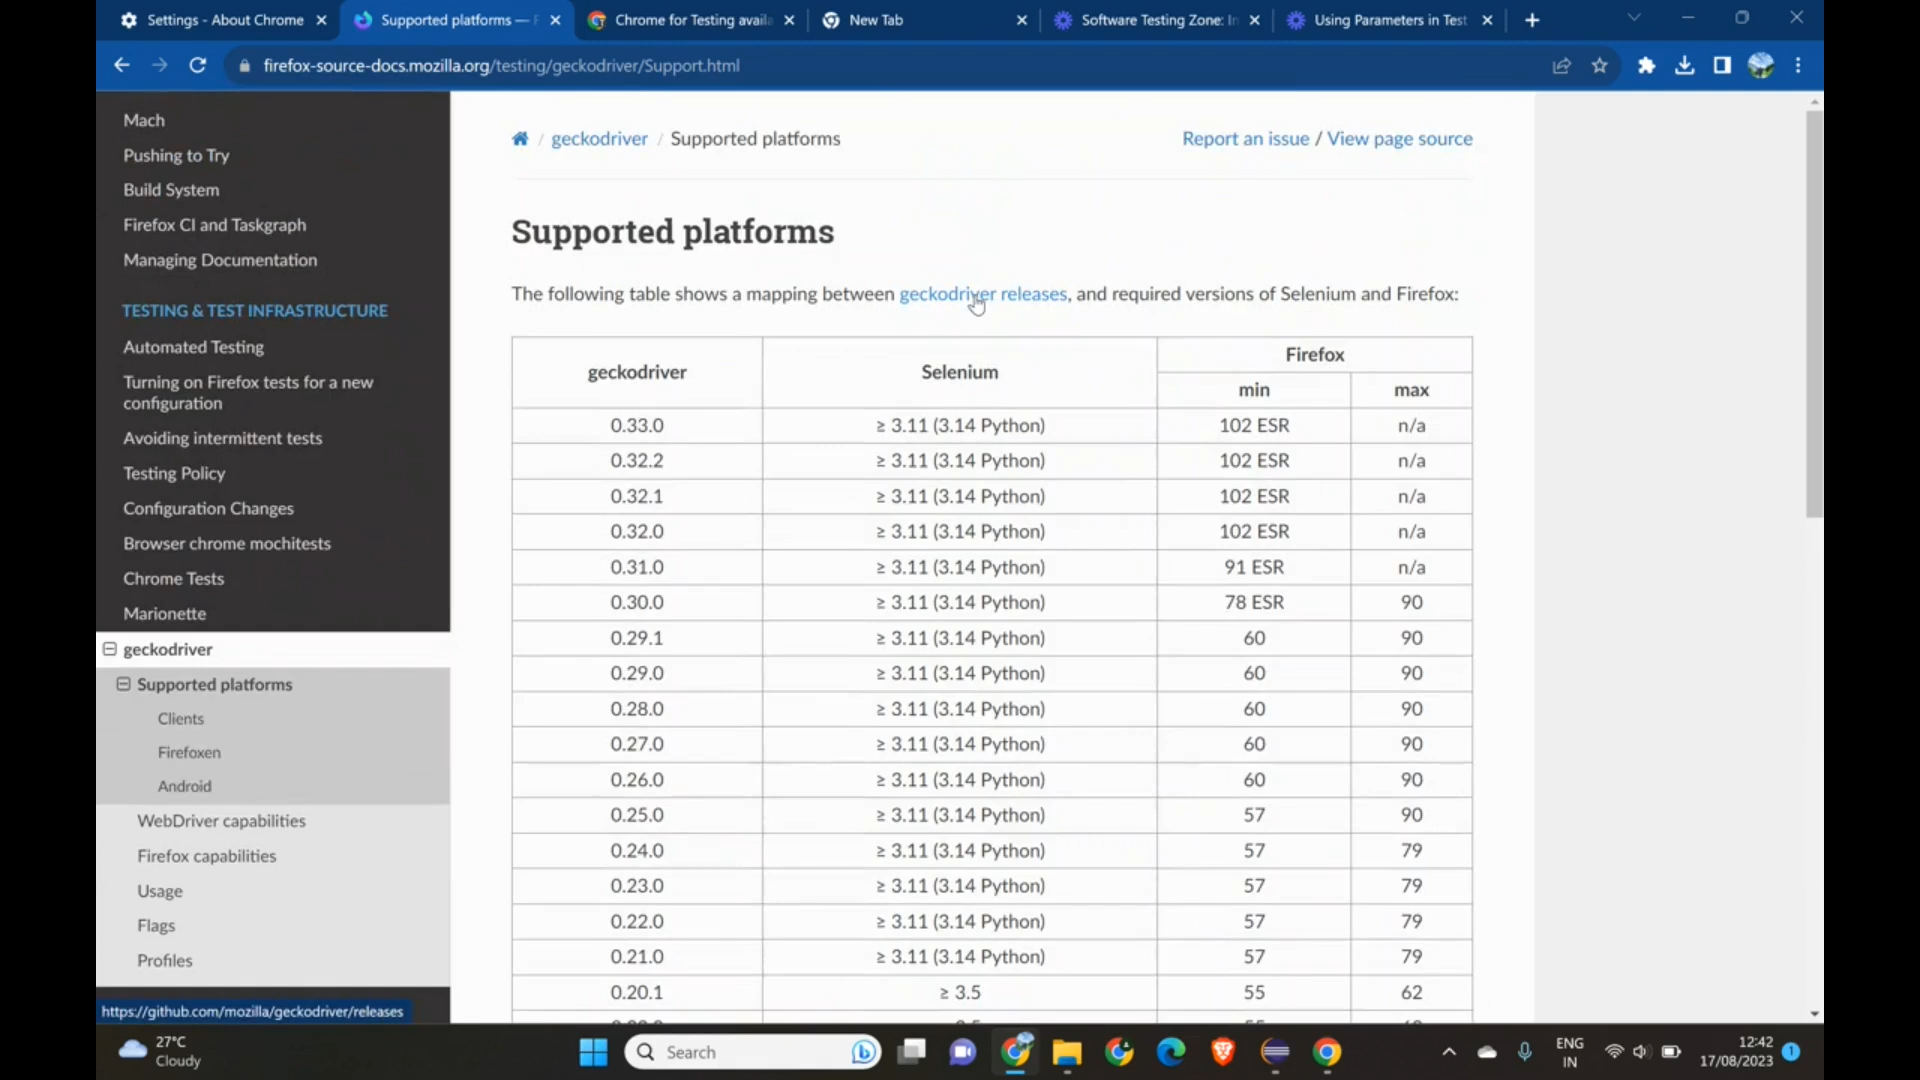 Settings - About Chrome
Supported platforms —
Chrome for Testing availa
New Tab
Software Testing Zone: In
Using Parameters in Test
firefox-source-docs.mozilla.org/testing/geckodriver/Support.html
Mach
Pushing to Try
Build System
Firefox CI and Taskgraph
Managing Documentation
TESTING & TEST INFRASTRUCTURE
Automated Testing
Turning on Firefox tests for a new
configuration
Avoiding intermittent tests
Testing Policy
Configuration Changes
Browser chrome mochitests
Chrome Tests
Marionette
geckodriver
Supported platforms
Clients
Firefoxen
Android
WebDriver capabilities
Firefox capabilities
Usage
Flags
Profiles
https://github.com/mozilla/geckodriver/releases
/ geckodriver / Supported platforms
Report an issue / View page source
Supported platforms
The following table shows a mapping between geckodriver releases, and required versions of Selenium and Firefox:
geckodriver Selenium Firefox
min max
0.33.0 ≥ 3.11 (3.14 Python) 102 ESR n/a
0.32.2 ≥ 3.11 (3.14 Python) 102 ESR n/a
0.32.1 ≥ 3.11 (3.14 Python) 102 ESR n/a
0.32.0 ≥ 3.11 (3.14 Python) 102 ESR n/a
0.31.0 ≥ 3.11 (3.14 Python) 91 ESR n/a
0.30.0 ≥ 3.11 (3.14 Python) 78 ESR 90
0.29.1 ≥ 3.11 (3.14 Python) 60 90
0.29.0 ≥ 3.11 (3.14 Python) 60 90
0.28.0 ≥ 3.11 (3.14 Python) 60 90
0.27.0 ≥ 3.11 (3.14 Python) 60 90
0.26.0 ≥ 3.11 (3.14 Python) 60 90
0.25.0 ≥ 3.11 (3.14 Python) 57 90
0.24.0 ≥ 3.11 (3.14 Python) 57 79
0.23.0 ≥ 3.11 (3.14 Python) 57 79
0.22.0 ≥ 3.11 (3.14 Python) 57 79
0.21.0 ≥ 3.11 (3.14 Python) 57 79
0.20.1 ≥ 3.5 55 62
27°C
Cloudy
Search
ENG
IN
12:42
17/08/2023
1